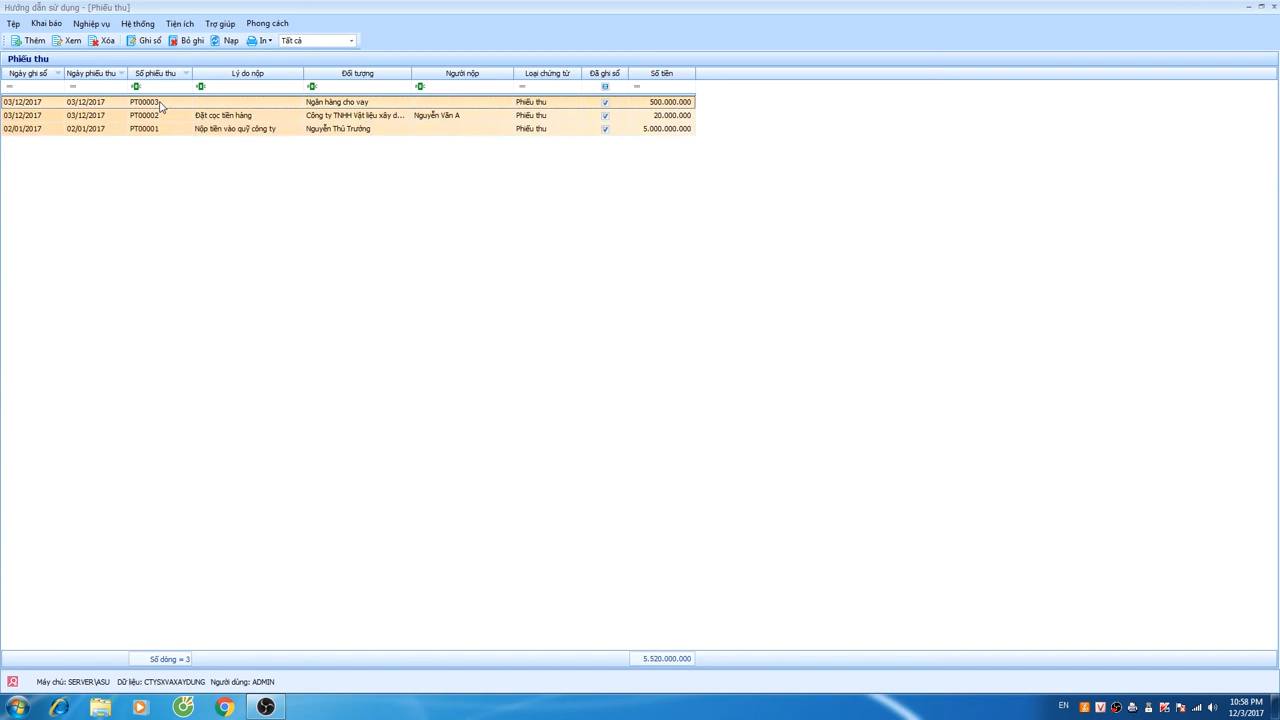 Hướng dẫn sử dụng - [Phiếu thu]
Tệp Khai báo Nghiệp vụ Hệ thống Tiện ích Trợ giúp Phong cách
Thêm Xem Xóa Ghi sổ Bỏ ghi Nạp In Tất cả
Phiếu thu
Ngày ghi sổ Ngày phiếu thu Số phiếu thu Lý do nộp Đối tượng Người nộp Loại chứng từ Đã ghi sổ Số tiền
03/12/2017 03/12/2017 PT00003 Ngân hàng cho vay Phiếu thu 500.000.000
03/12/2017 03/12/2017 PT00002 Đặt cọc tiền hàng Công ty TNHH Vật liệu xây d... Nguyễn Văn A Phiếu thu 20.000.000
02/01/2017 02/01/2017 PT00001 Nộp tiền vào quỹ công ty Nguyễn Thủ Trưởng Phiếu thu 5.000.000.000
Số dòng = 3 5.520.000.000
Máy chủ: SERVER\ASU Dữ liệu: CTYSXVAXAYDUNG Người dùng: ADMIN
EN 10:58 PM
12/3/2017